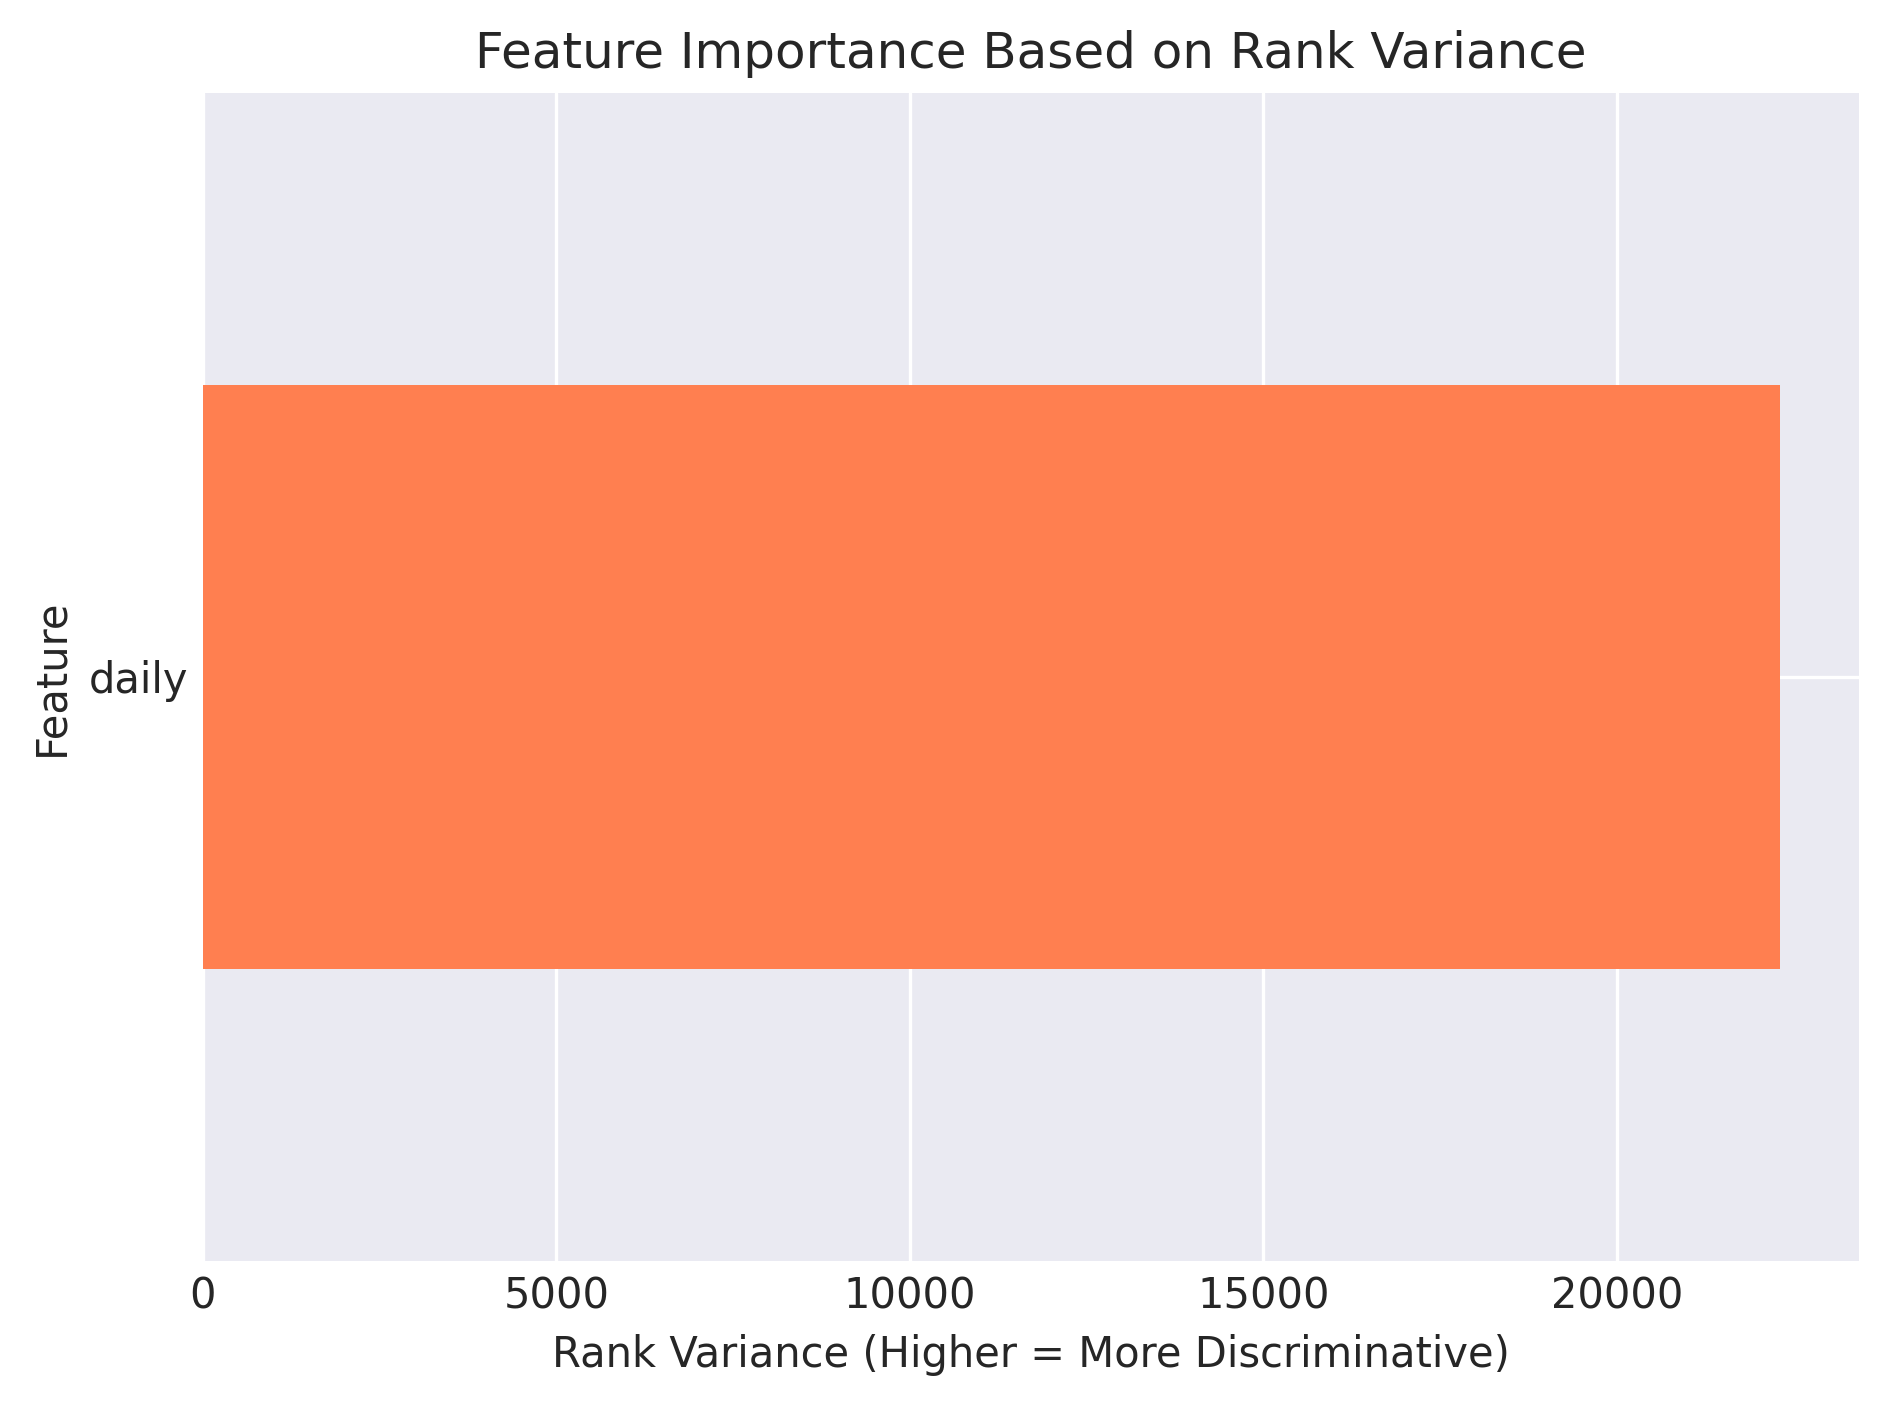 Feature Importance Based on Rank Variance
Feature
daily
0 5000 10000 15000 20000
Rank Variance (Higher = More Discriminative)